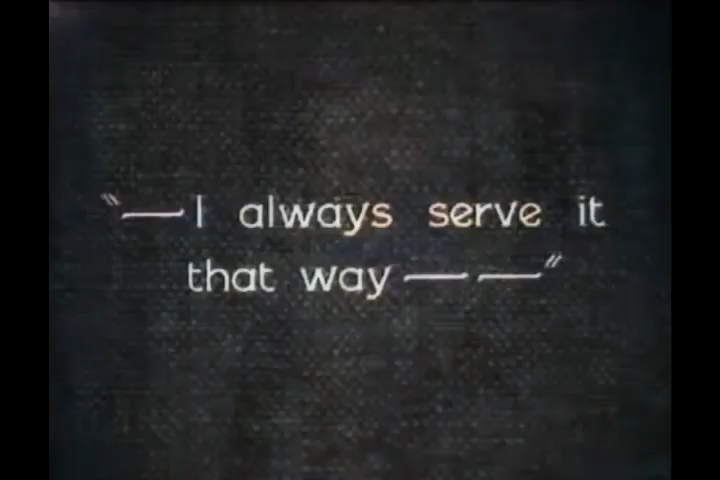 "—I always serve it
that way — —"